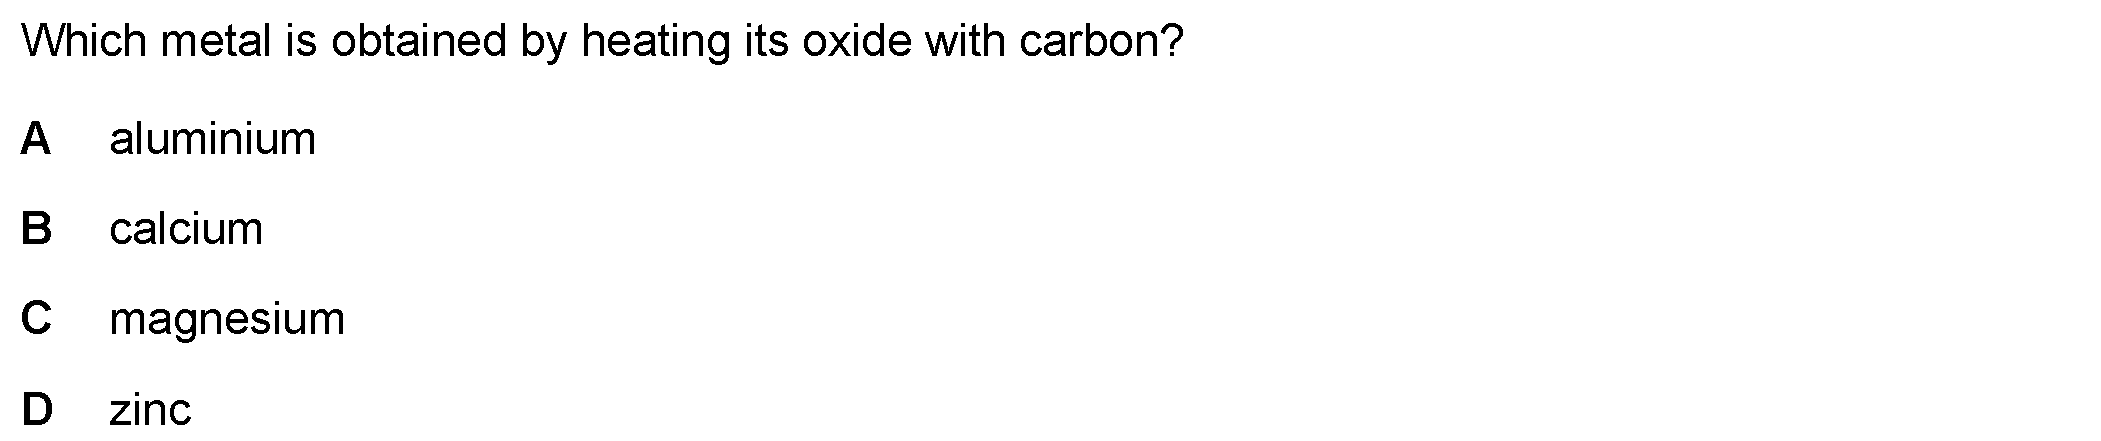 Which metal is obtained by heating its oxide with carbon?
A aluminium
B calcium
C magnesium
D zinc